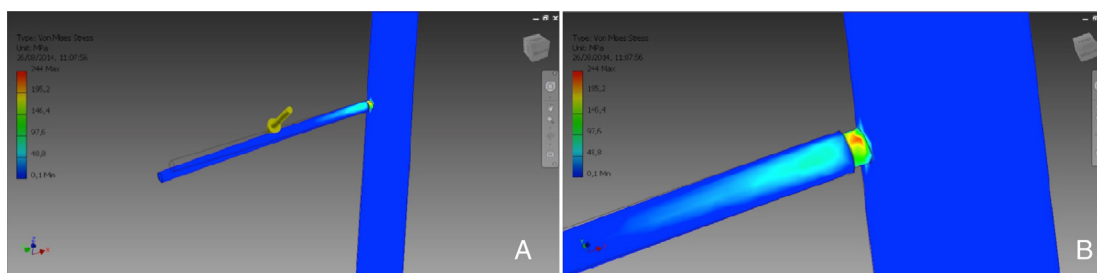 Type: Von Mises Stress
Unit: MPa
26/08/2014, 11:07:56
244 Max
195,2
146,4
97,6
48,8
0,1 Min
A
Type: Von Mises Stress
Unit: MPa
26/08/2014, 11:07:56
244 Max
195,2
146,4
97,6
48,8
0,1 Min
B